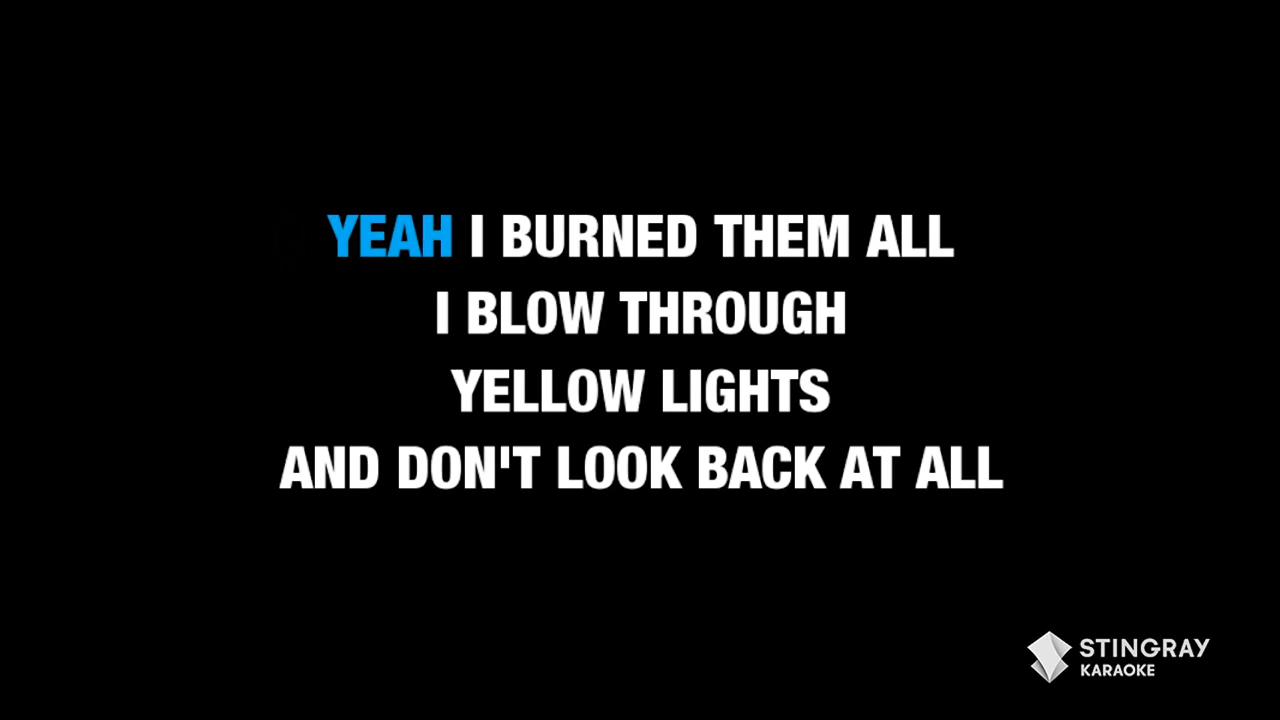 YEAH I BURNED THEM ALL
I BLOW THROUGH
YELLOW LIGHTS
AND DON'T LOOK BACK AT ALL
STINGRAY
KARAOKE